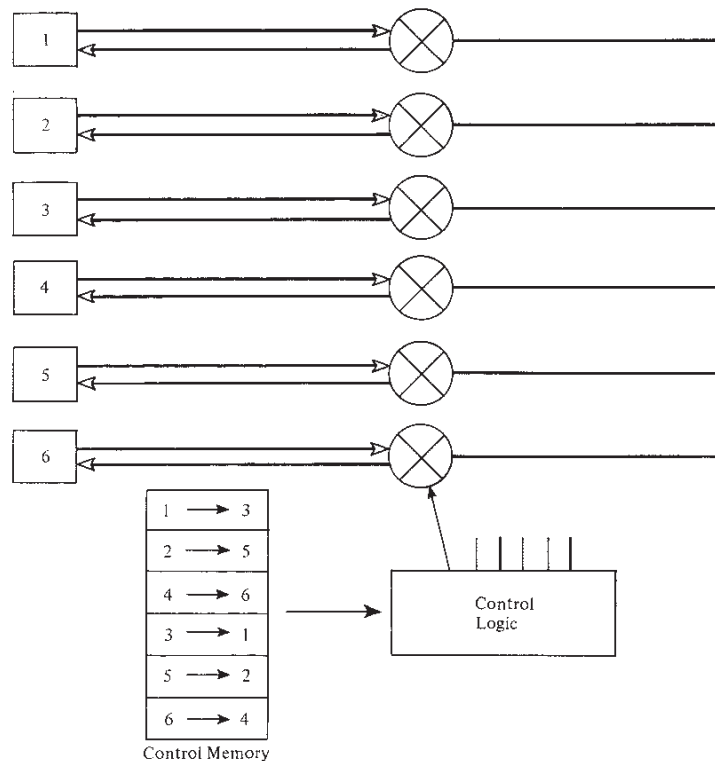 1
2
3
4
5
6
1 → 3
2 → 5
4 → 6
3 → 1
5 → 2
6 → 4
Control Memory
Control
Logic